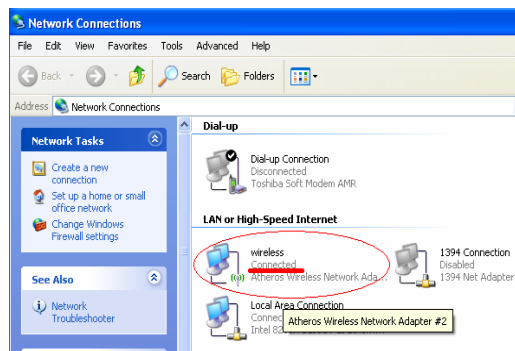 Network Connections
File Edit View Favorites Tools Advanced Help
Back Search Folders
Address Network Connections
Network Tasks
Create a new
connection
Set up a home or small
office network
Change Windows
Firewall settings
See Also
Network
Troubleshooter
Dial-up
Dial-up Connection
Disconnected
Toshiba Soft Modem AMR
LAN or High-Speed Internet
wireless
Connected
Atheros Wireless Network Ada...
1394 Connection
Disabled
1394 Net Adapter
Local Area Connection
Connec
Intel 82
Atheros Wireless Network Adapter #2